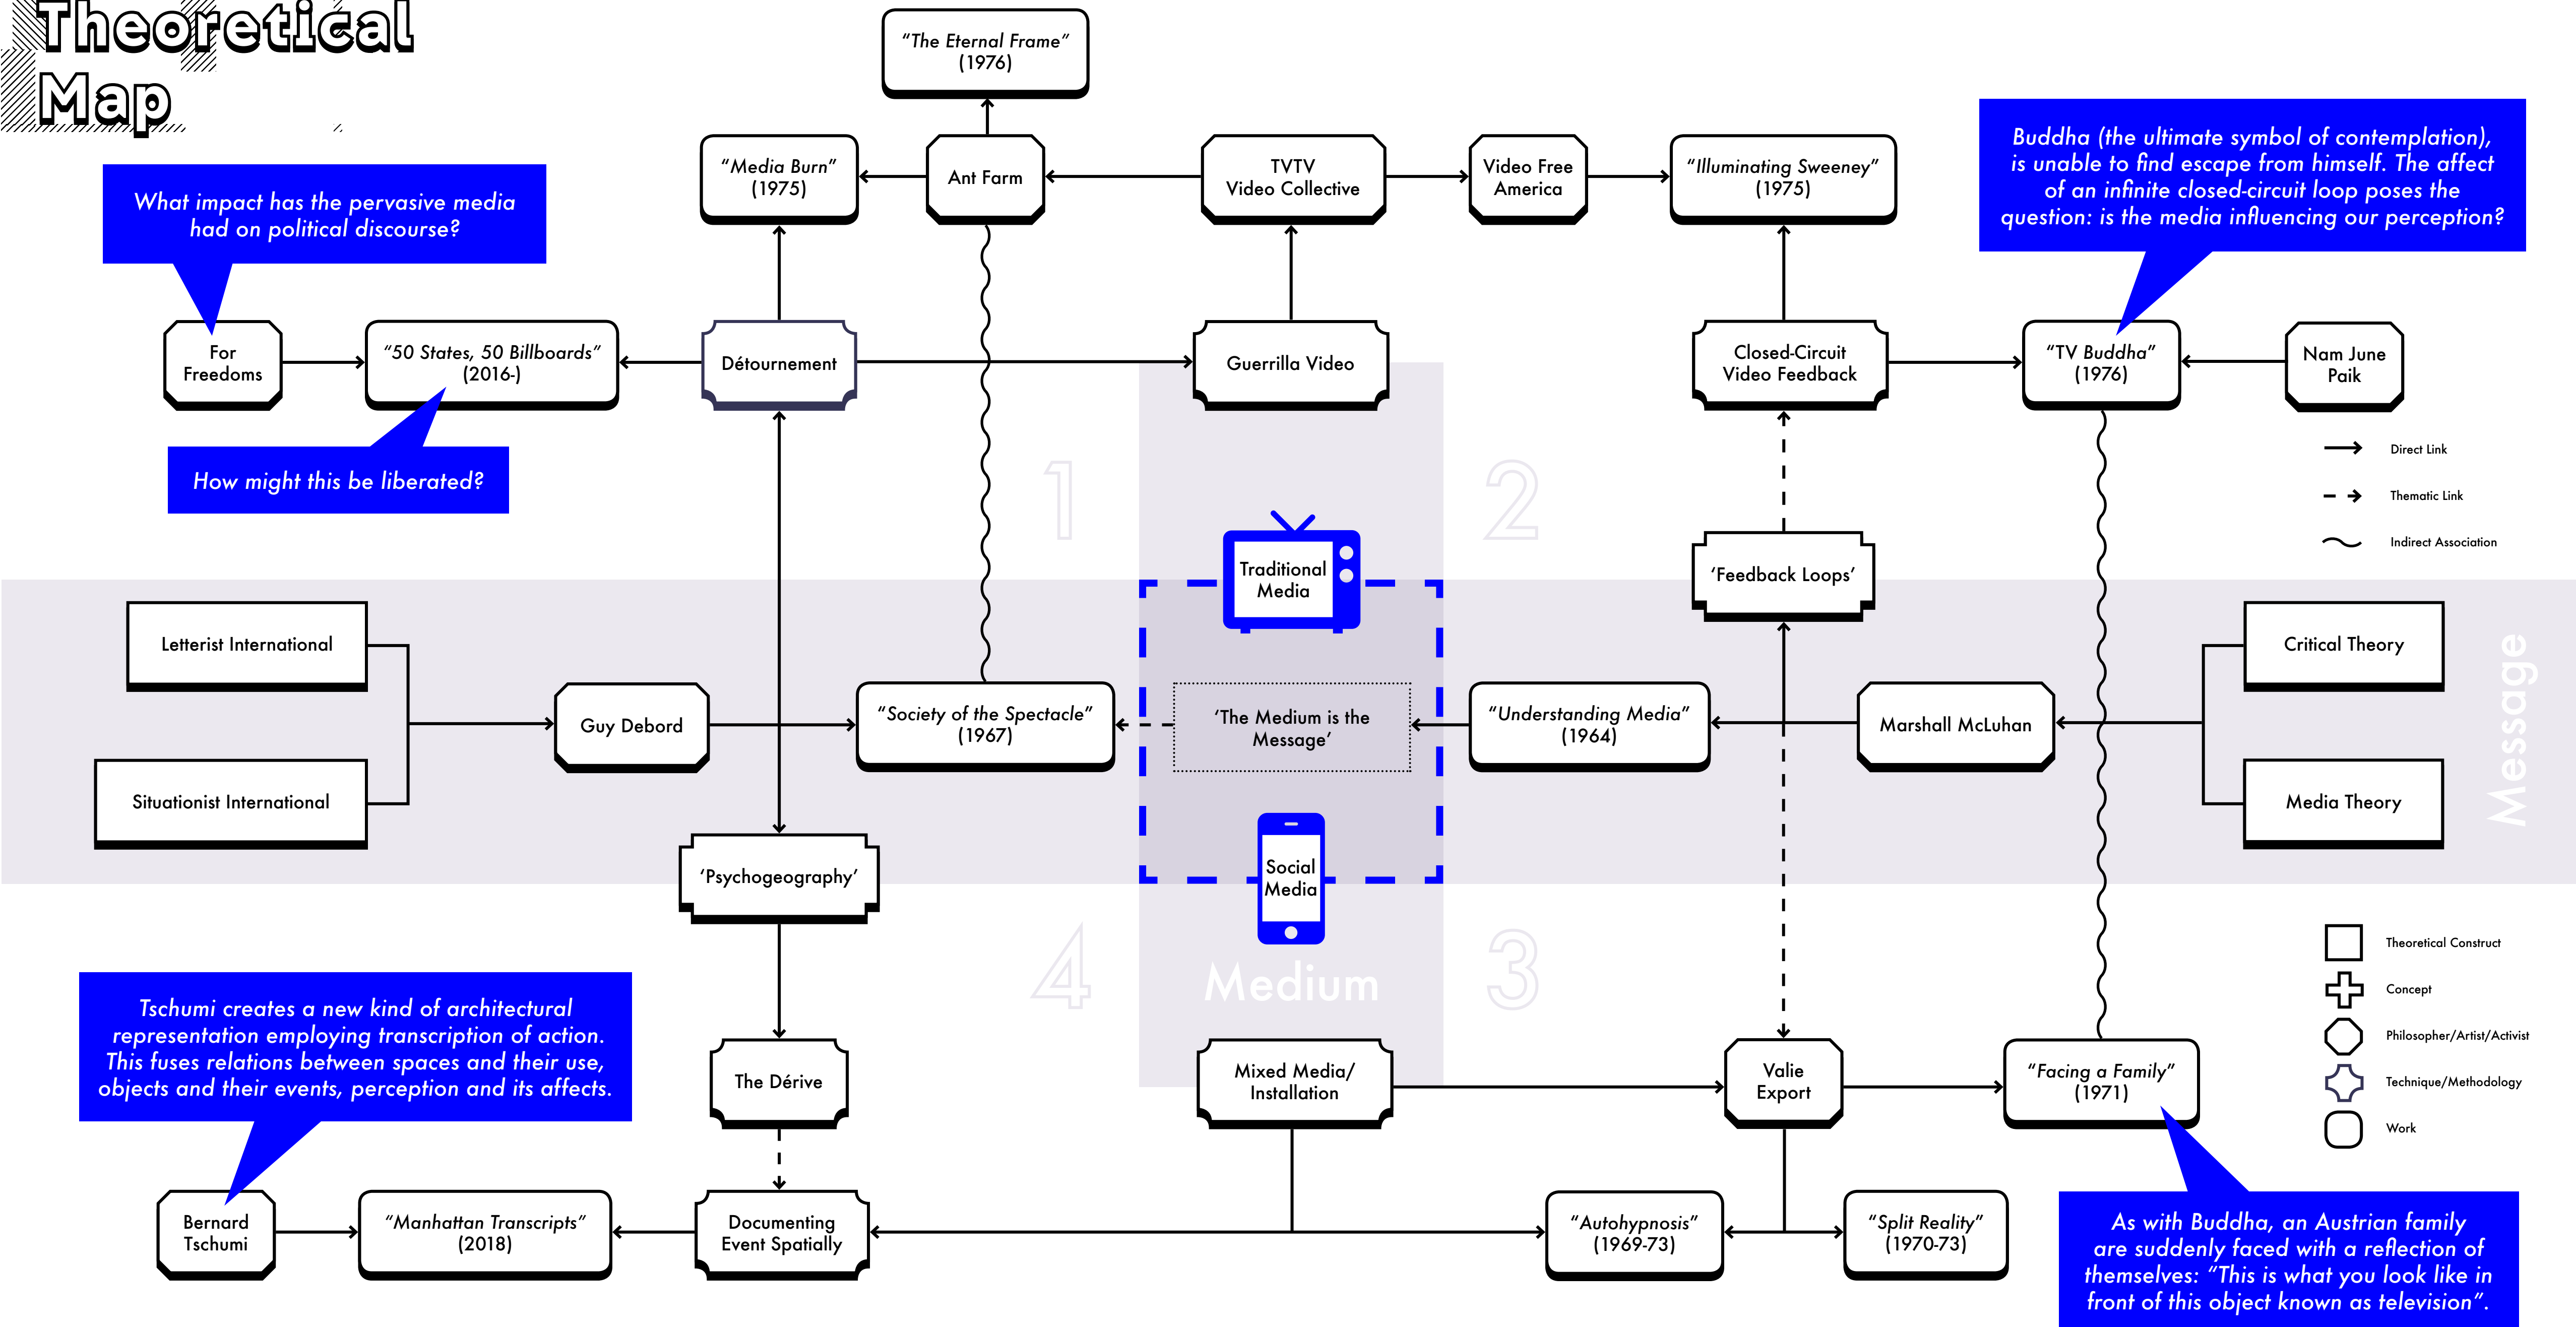 Theoretical
Map
“The Eternal Frame”
(1976)
“Media Burn”
(1975)
Ant Farm
TVTV
Video Collective
Video Free
America
“Illuminating Sweeney”
(1975)
Buddha (the ultimate symbol of contemplation),
is unable to find escape from himself. The affect
of an infinite closed-circuit loop poses the
question: is the media influencing our perception?
What impact has the pervasive media
had on political discourse?
For
Freedoms
“50 States, 50 Billboards”
(2016-)
Détournement
Guerrilla Video
Closed-Circuit
Video Feedback
“TV Buddha”
(1976)
Nam June
Paik
How might this be liberated?
1
2
Direct Link
Thematic Link
Indirect Association
Traditional
Media
‘Feedback Loops’
Letterist International
Situationist International
Guy Debord
“Society of the Spectacle”
(1967)
‘The Medium is the
Message’
“Understanding Media”
(1964)
Marshall McLuhan
Critical Theory
Media Theory
Message
‘Psychogeography’
Social
Media
4
Medium
3
Theoretical Construct
Concept
Philosopher/Artist/Activist
Technique/Methodology
Work
Tschumi creates a new kind of architectural
representation employing transcription of action.
This fuses relations between spaces and their use,
objects and their events, perception and its affects.
The Dérive
Mixed Media/
Installation
Valie
Export
“Facing a Family”
(1971)
Bernard
Tschumi
“Manhattan Transcripts”
(2018)
Documenting
Event Spatially
“Autohypnosis”
(1969-73)
“Split Reality”
(1970-73)
As with Buddha, an Austrian family
are suddenly faced with a reflection of
themselves: “This is what you look like in
front of this object known as television”.